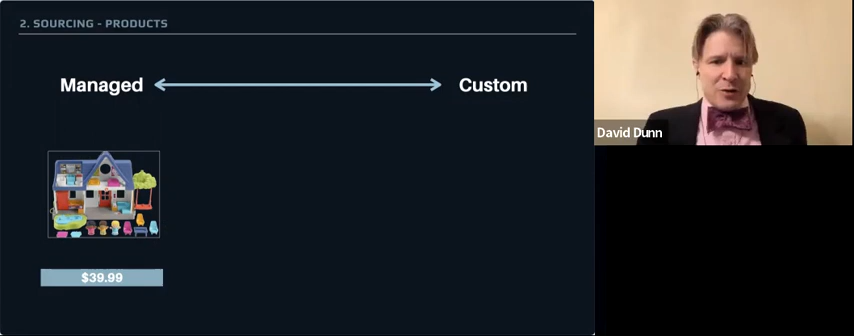 2. SOURCING - PRODUCTS
Managed
Custom
$39.99
David Dunn